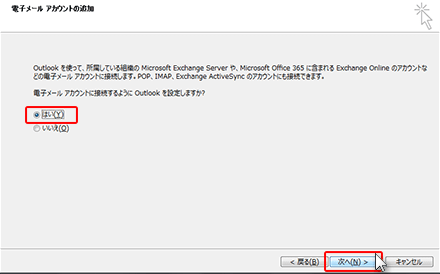 電子メール アカウントの追加
Outlook を使って、所属している組織の Microsoft Exchange Server や、Microsoft Office 365 に含まれる Exchange Online のアカウントな
どの電子メール アカウントに接続します。POP、IMAP、Exchange ActiveSync のアカウントにも接続できます。
電子メール アカウントに接続するように Outlook を設定しますか?
はい(Y)
いいえ(O)
< 戻る(B)
次へ(N) >
キャンセル